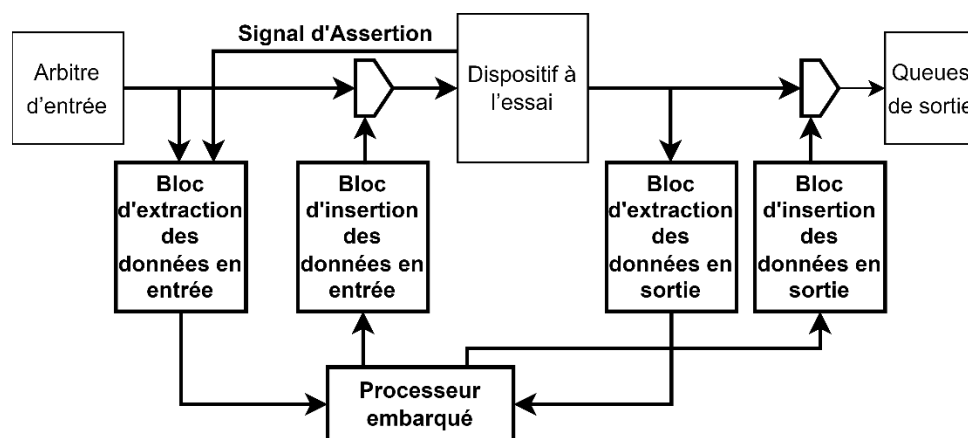 Signal d'Assertion
Arbitre
d’entrée
Dispositif à
l’essai
Queues
de sortie
Bloc
d'extraction
des
données en
entrée
Bloc
d'insertion
des
données en
entrée
Bloc
d'extraction
des
données en
sortie
Bloc
d'insertion
des
données en
sortie
Processeur
embarqué